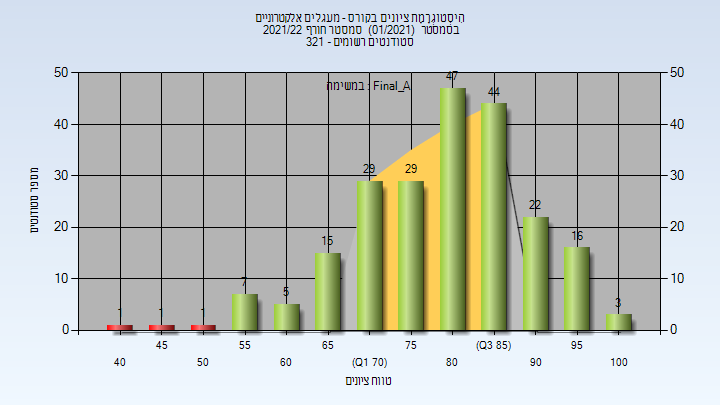 הִיסְטוֹגְרַמַת ציונים בקורס - מעגלים אלקטרוניים
בסמסטר (01/2021) סמסטר חורף 2021/22
סטודנטים רשומים - 321
במשימה : Final_A
50 50
40 40
30 30
20 20
10 10
0 0
מספר סטודנטים
1 1 1 7 5 15 29 29 47 44 22 16 3
45 55 65 75 (Q3 85) 95
40 50 60 (Q1 70) 80 90 100
טווח ציונים